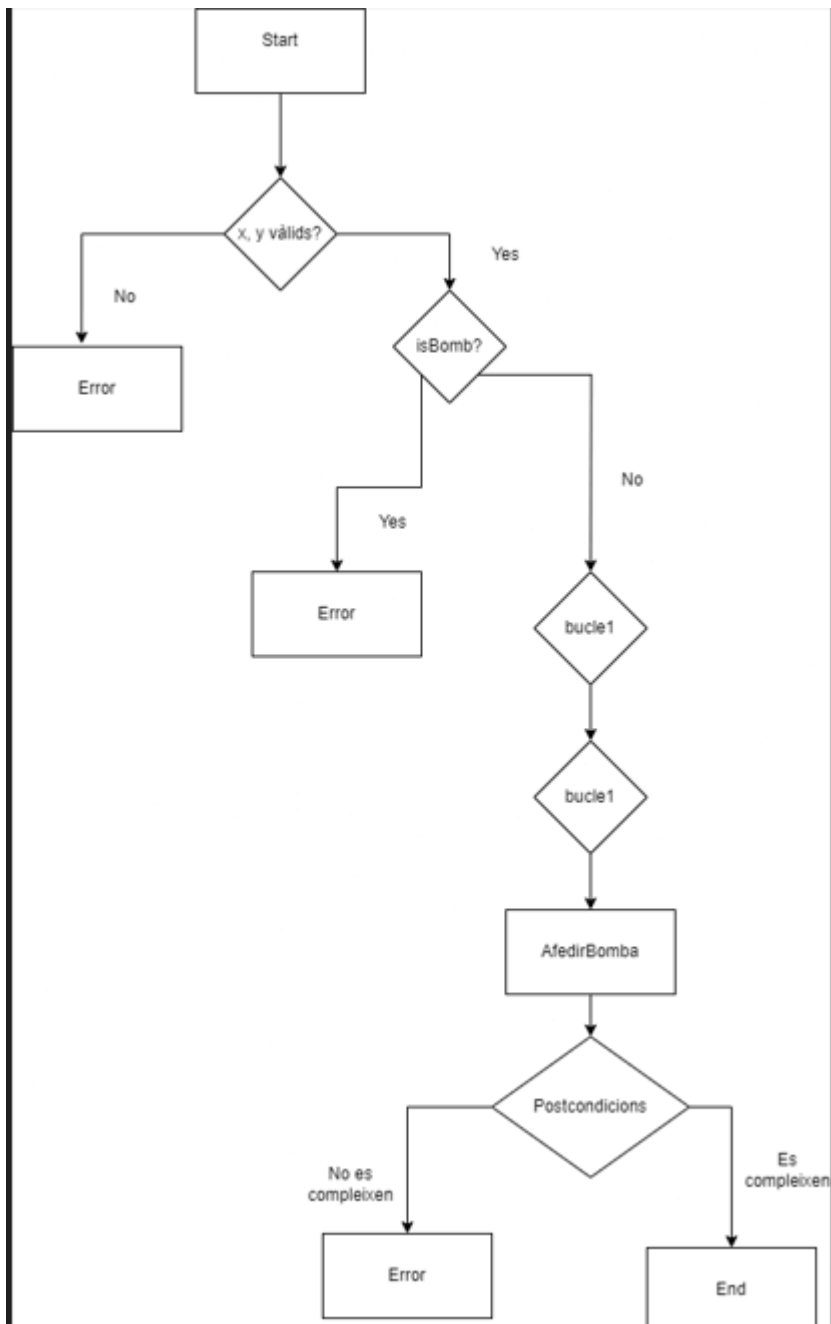 Start
x, y vàlids?
Yes
No
isBomb?
Error
No
Yes
Error
bucle1
bucle1
AfedirBomba
Postcondicions
No es
compleixen
Es
compleixen
Error
End